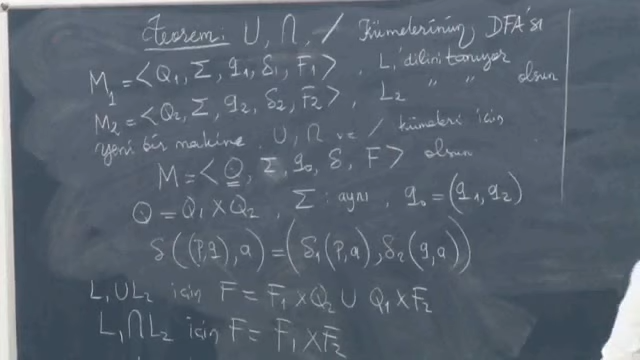 Teorem: U, ∩, / Kümelerinin, DFA'sı
M₁ = <Q₁, Σ, q₁, δ₁, F₁>, L₁ dilini tanıyor
M₂ = <Q₂, Σ, q₂, δ₂, F₂>, L₂ " " olsun
yeni bir makine, U, ∩ ve / kümeleri için
M = <Q, Σ, q₀, δ, F> olsun
Q = Q₁ x Q₂, Σ: aynı, q₀ = (q₁, q₂)
δ((p,q), a) = (δ₁(p,a), δ₂(q,a))
L₁UL₂ için F = F₁ x Q₂ U Q₁ x F₂
L₁∩L₂ için F = F₁ x F₂